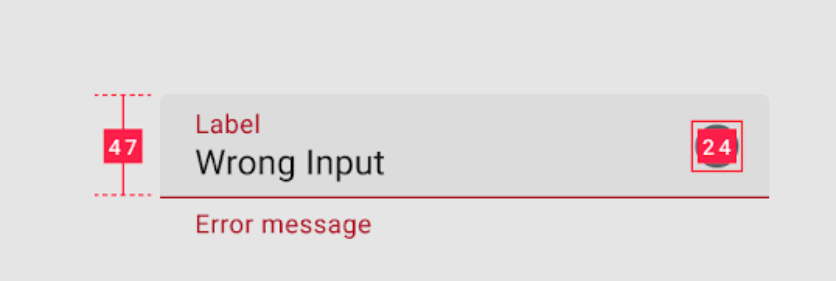 Label
47
Wrong Input
24
Error message